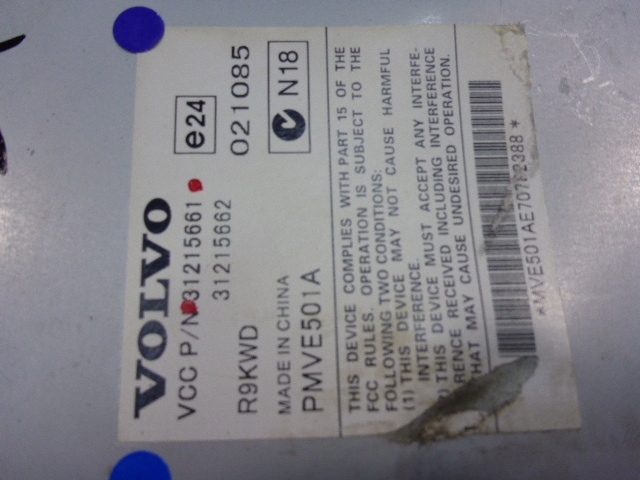 VOLVO
VCC P/N 31215661
31215662
e24
021085
N18
R9KWD
MADE IN CHINA
PMVE501A
THIS DEVICE COMPLIES WITH PART 15 OF THE
FCC RULES. OPERATION IS SUBJECT TO THE
FOLLOWING TWO CONDITIONS:
(1) THIS DEVICE MAY NOT CAUSE HARMFUL
INTERFERENCE.
THIS DEVICE MUST ACCEPT ANY INTERFE-
RENCE RECEIVED INCLUDING INTERFERENCE
THAT MAY CAUSE UNDESIRED OPERATION.